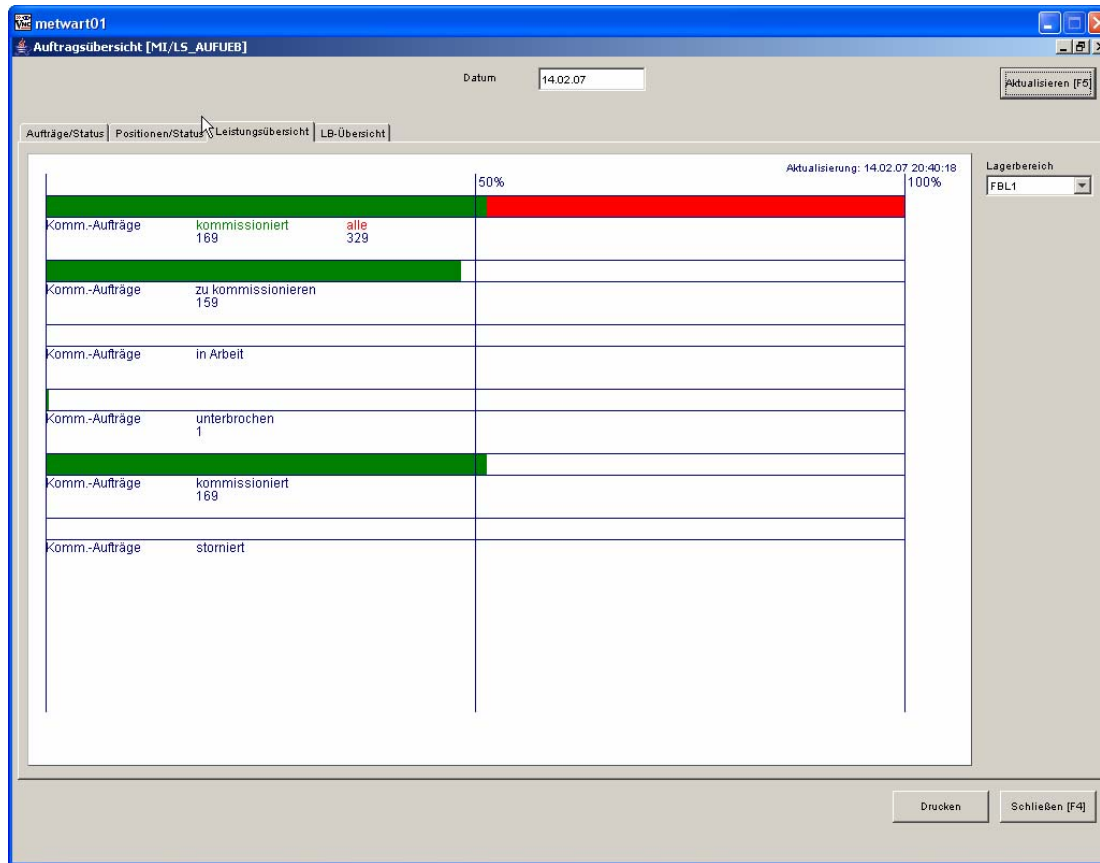 metwart01
Auftragsübersicht [MI/LS_AUFUEB]
Datum 14.02.07 Aktualisieren [F5]
Aufträge/Status Positionen/Status Leistungsübersicht LB-Übersicht
Aktualisierung: 14.02.07 20:40:18 Lagerbereich
50% 100% FBL1
Komm.-Aufträge kommissioniert alle
169 329
Komm.-Aufträge zu kommissionieren
159
Komm.-Aufträge in Arbeit
Komm.-Aufträge unterbrochen
1
Komm.-Aufträge kommissioniert
169
Komm.-Aufträge storniert
Drucken Schließen [F4]